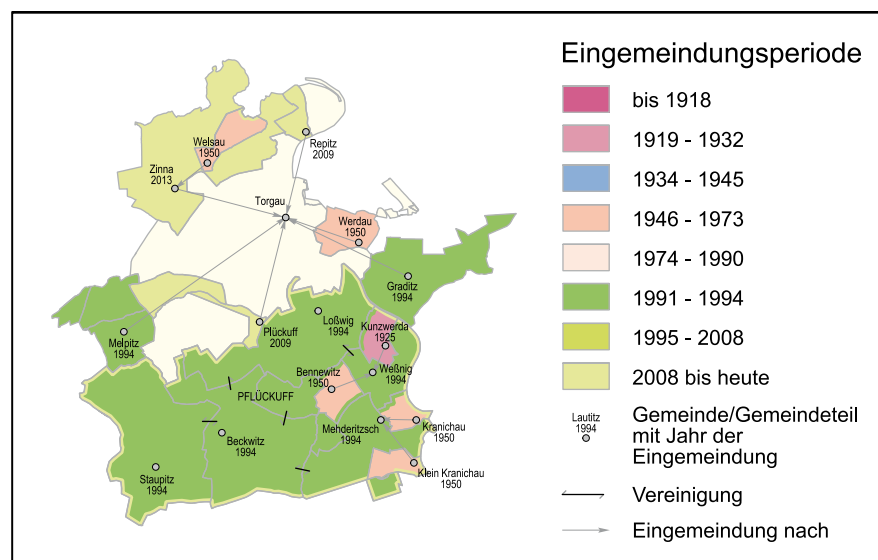 Eingemeindungsperiode
bis 1918
1919 - 1932
1934 - 1945
1946 - 1973
1974 - 1990
1991 - 1994
1995 - 2008
2008 bis heute
Lautitz
1994
Gemeinde/Gemeindeteil
mit Jahr der
Eingemeindung
Vereinigung
Eingemeindung nach
Welsau
1950
Repitz
2009
Zinna
2013
Torgau
Werdau
1950
Graditz
1994
Melpitz
1994
Plückuff
2009
Loßwig
1994
Kunzwerda
1925
Weßnig
1994
Bennewitz
1950
PFLÜCKUFF
Mehderitzsch
1994
Kranichau
1950
Beckwitz
1994
Klein Kranichau
1950
Staupitz
1994